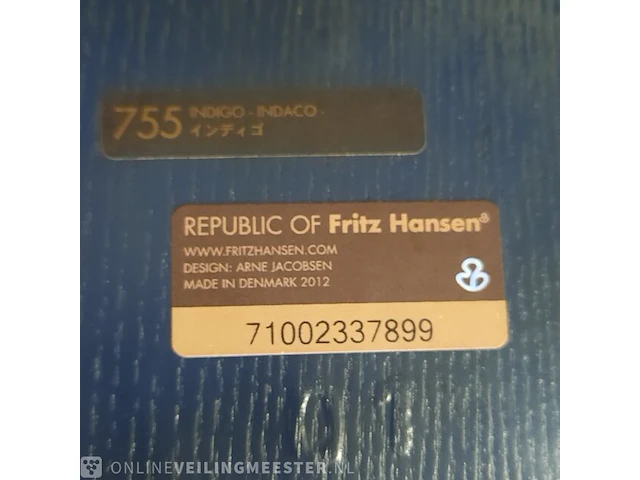 755 INDIGO - INDACO -
インディゴ
REPUBLIC OF Fritz Hansen®
WWW.FRITZHANSEN.COM
DESIGN: ARNE JACOBSEN
MADE IN DENMARK 2012
71002337899
01
ONLINEVEILINGMEESTER.NL